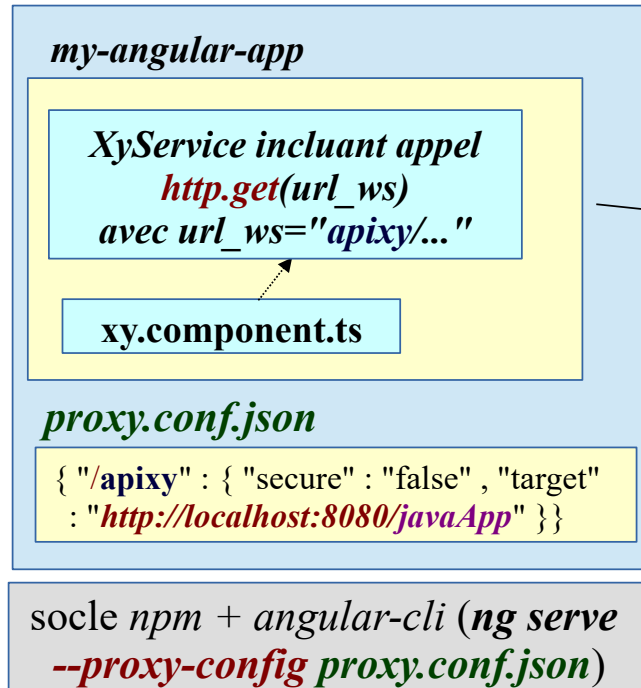 my-angular-app
XyService incluant appel
http.get(url_ws)
avec url_ws="apixy/..."
xy.component.ts
proxy.conf.json
{ "/apixy" : { "secure" : "false" , "target"
: "http://localhost:8080/javaApp" }}
socle npm + angular-cli (ng serve
--proxy-config proxy.conf.json)